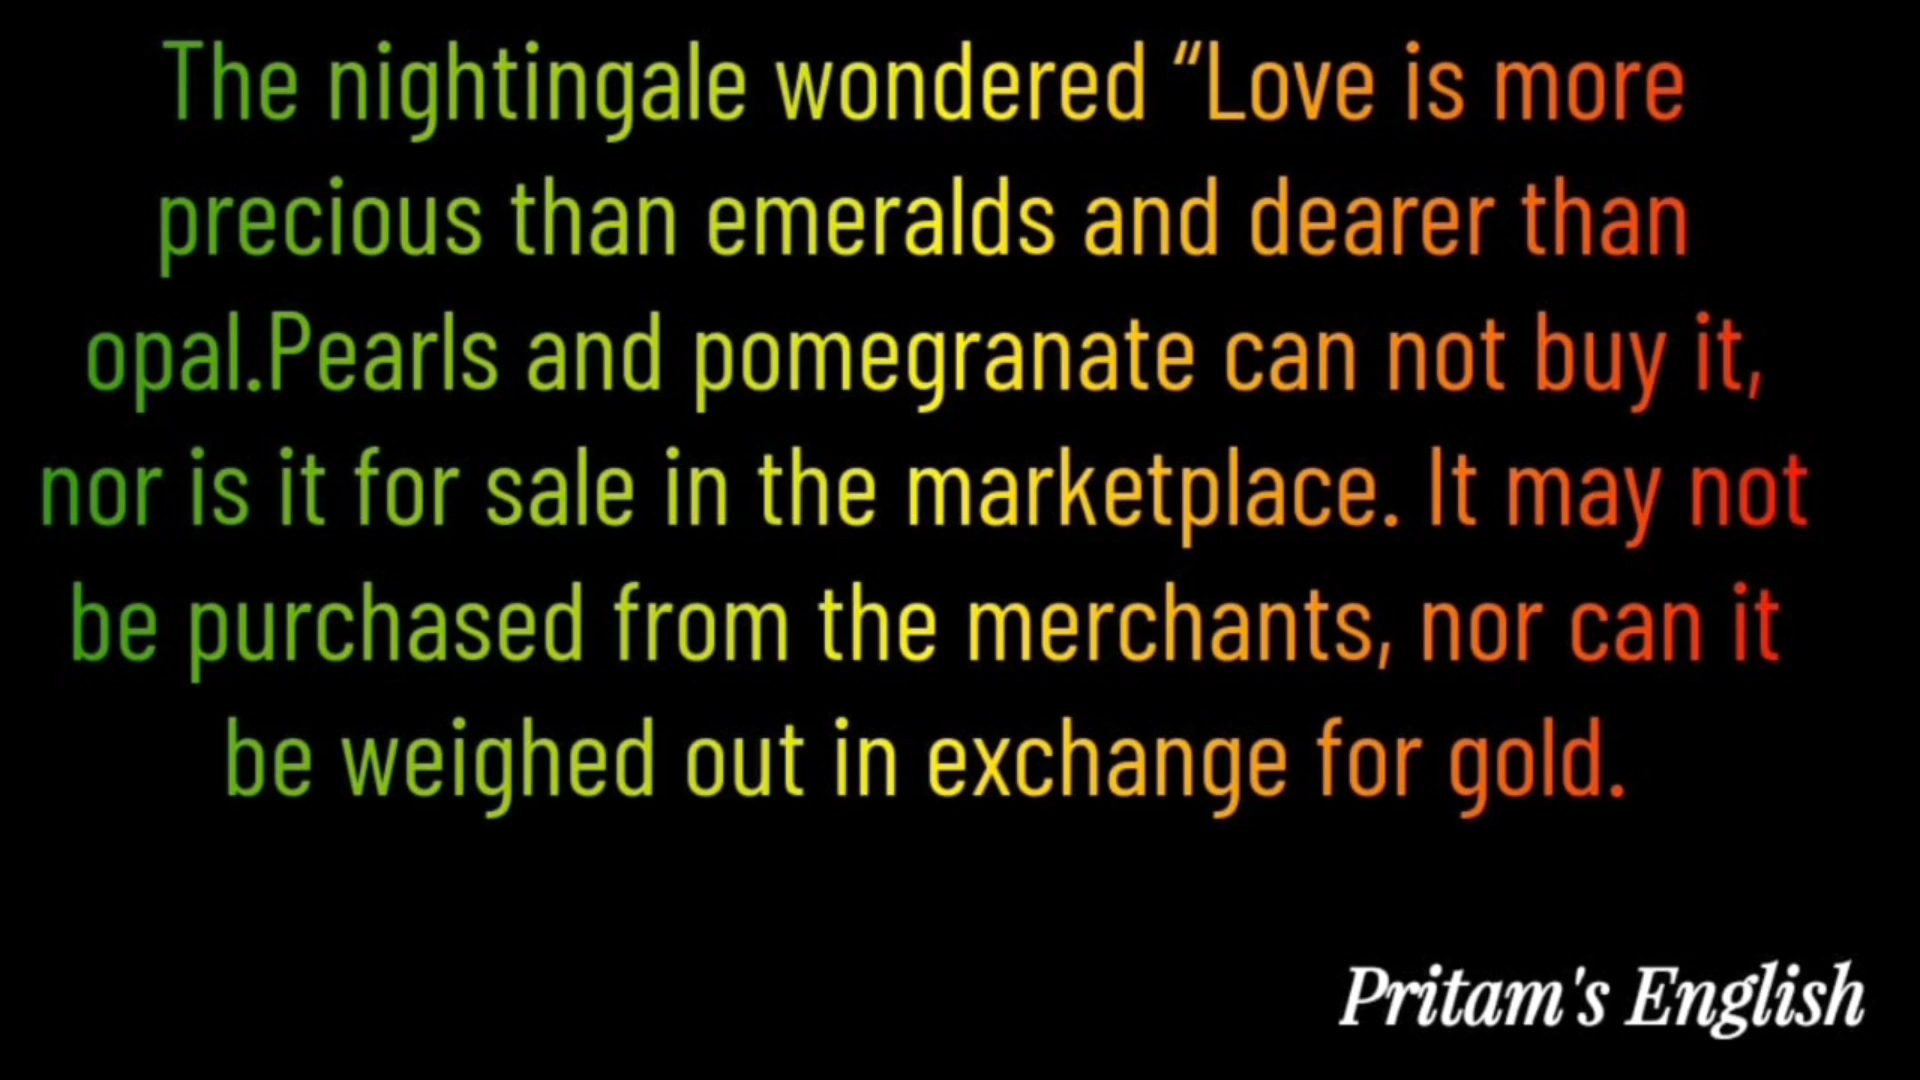 The nightingale wondered “Love is more
precious than emeralds and dearer than
opal.Pearls and pomegranate can not buy it,
nor is it for sale in the marketplace. It may not
be purchased from the merchants, nor can it
be weighed out in exchange for gold.
Pritam's English